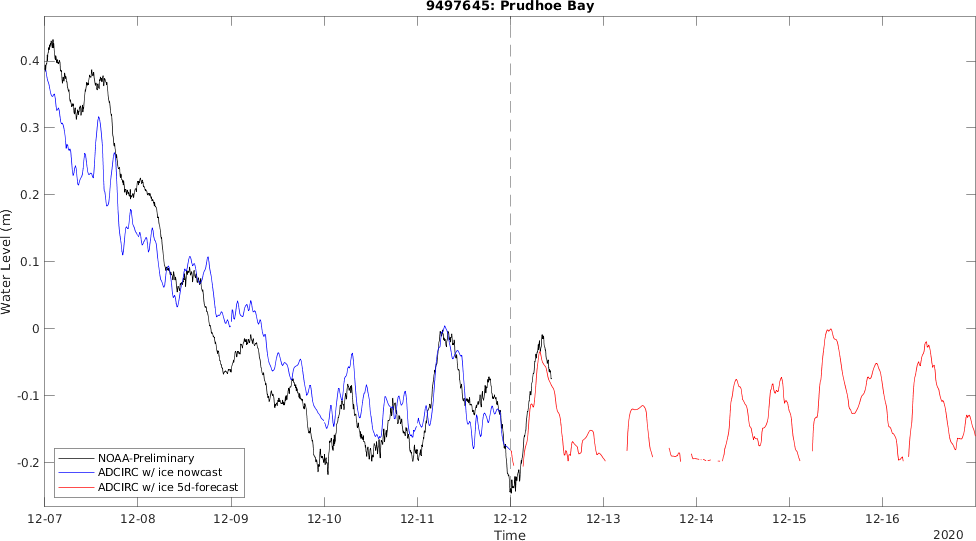 9497645: Prudhoe Bay
Water Level (m)
0.4
0.3
0.2
0.1
0
-0.1
-0.2
NOAA-Preliminary
ADCIRC w/ ice nowcast
ADCIRC w/ ice 5d-forecast
12-07 12-08 12-09 12-10 12-11 12-12 12-13 12-14 12-15 12-16
Time
2020